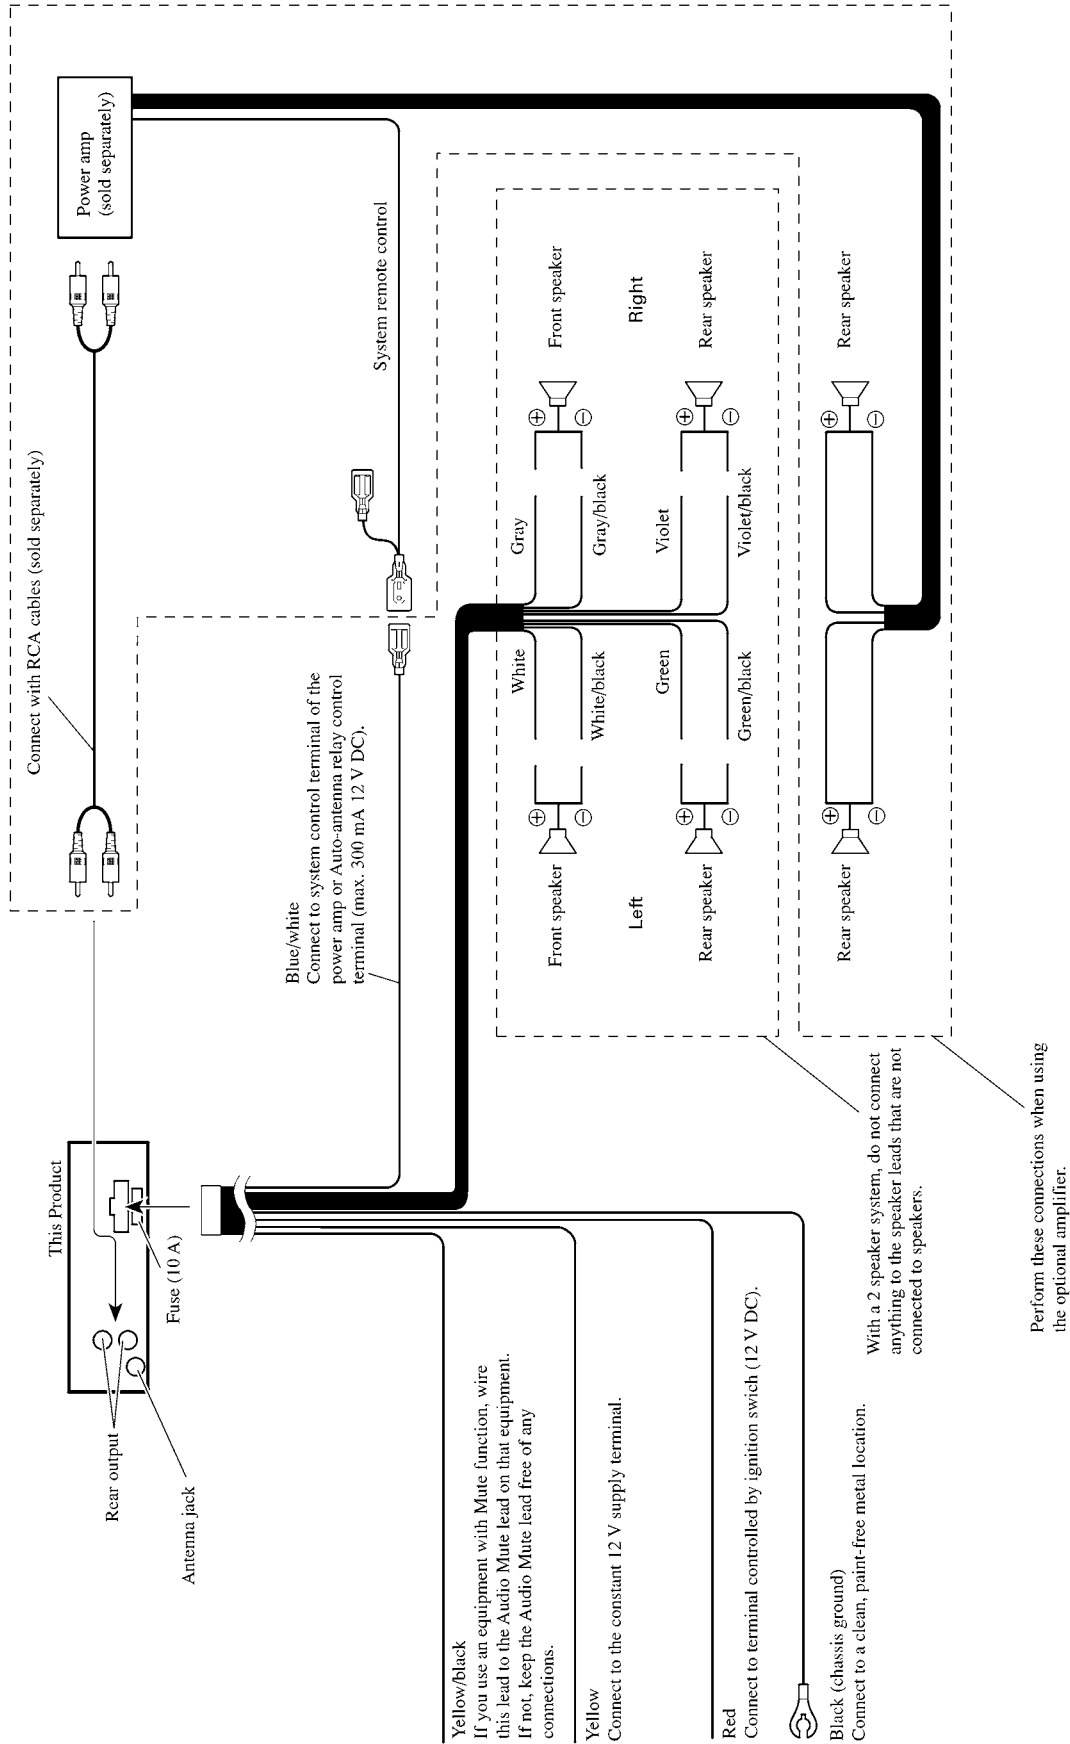 This Product
Rear output
Antenna jack
Fuse (10 A)
Connect with RCA cables (sold separately)
Power amp
(sold separately)
System remote control
Blue/white
Connect to system control terminal of the
power amp or Auto-antenna relay control
terminal (max. 300 mA 12 V DC).
Yellow/black
If you use an equipment with Mute function, wire
this lead to the Audio Mute lead on that equipment.
If not, keep the Audio Mute lead free of any
connections.
Yellow
Connect to the constant 12 V supply terminal.
Red
Connect to terminal controlled by ignition swich (12 V DC).
Black (chassis ground)
Connect to a clean, paint-free metal location.
Left
Right
Front speaker
+
-
White
White/black
Gray
Gray/black
+
-
Front speaker
Rear speaker
+
-
Green
Green/black
Violet
Violet/black
+
-
Rear speaker
Rear speaker
+
-
+
-
Rear speaker
With a 2 speaker system, do not connect
anything to the speaker leads that are not
connected to speakers.
Perform these connections when using
the optional amplifier.